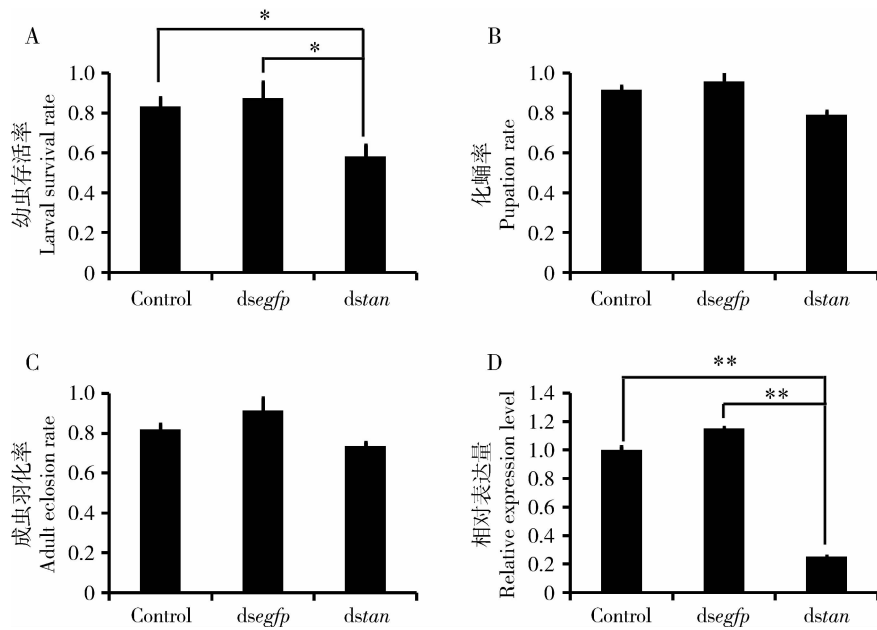 A
*
*
幼虫存活率
Larval survival rate
1.0
0.8
0.6
0.4
0.2
0
Control
dsegfp
dstan
B
化蛹率
Pupation rate
1.0
0.8
0.6
0.4
0.2
0
Control
dsegfp
dstan
C
成虫羽化率
Adult eclosion rate
1.0
0.8
0.6
0.4
0.2
0
Control
dsegfp
dstan
D
**
**
相对表达量
Relative expression level
1.4
1.2
1.0
0.8
0.6
0.4
0.2
0
Control
dsegfp
dstan